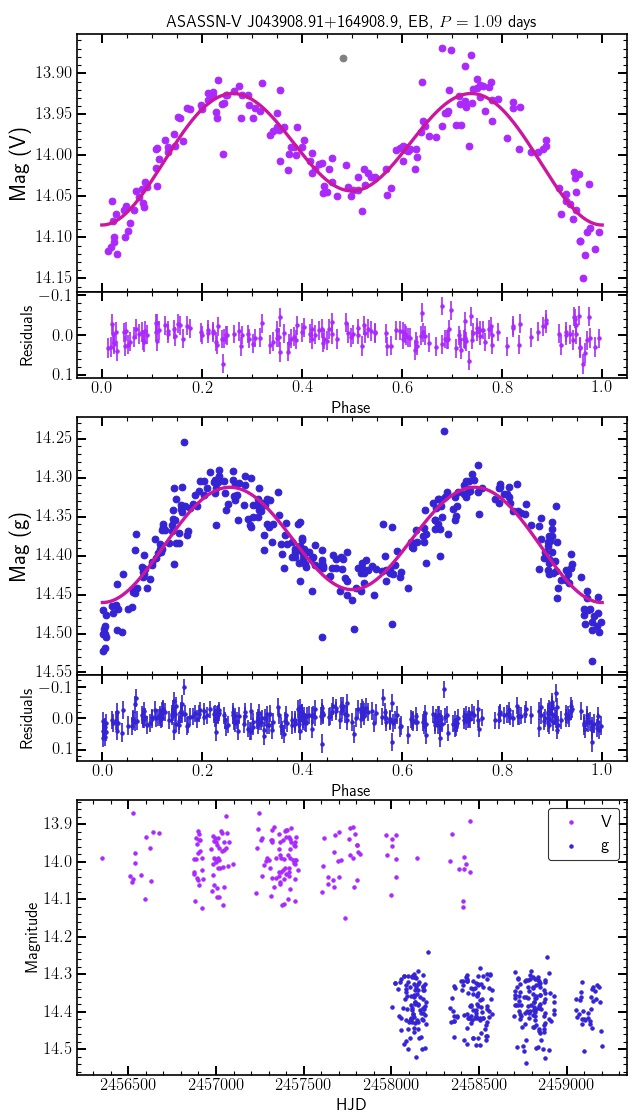 ASASSN-V J043908.91+164908.9, EB, P = 1.09 days
13.90
13.95
14.00
14.05
14.10
14.15
Mag (V)
−0.1
0.0
0.1
Residuals
0.0 0.2 0.4 0.6 0.8 1.0
Phase
14.25
14.30
14.35
14.40
14.45
14.50
14.55
Mag (g)
−0.1
0.0
0.1
Residuals
0.0 0.2 0.4 0.6 0.8 1.0
Phase
V
g
13.9
14.0
14.1
14.2
14.3
14.4
14.5
Magnitude
2456500 2457000 2457500 2458000 2458500 2459000
HJD